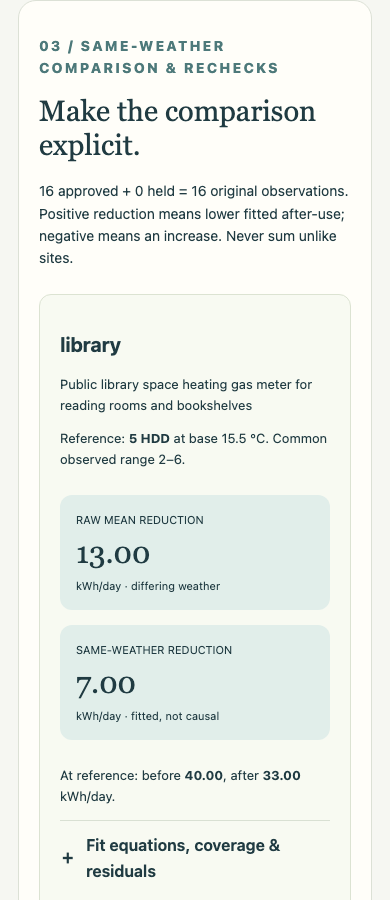 03 / SAME-WEATHER
COMPARISON & RECHECKS
Make the comparison
explicit.
16 approved + 0 held = 16 original observations.
Positive reduction means lower fitted after-use;
negative means an increase. Never sum unlike
sites.
library
Public library space heating gas meter for
reading rooms and bookshelves
Reference: 5 HDD at base 15.5 °C. Common
observed range 2–6.
RAW MEAN REDUCTION
13.00
kWh/day · differing weather
SAME-WEATHER REDUCTION
7.00
kWh/day · fitted, not causal
At reference: before 40.00, after 33.00
kWh/day.
+ Fit equations, coverage &
residuals